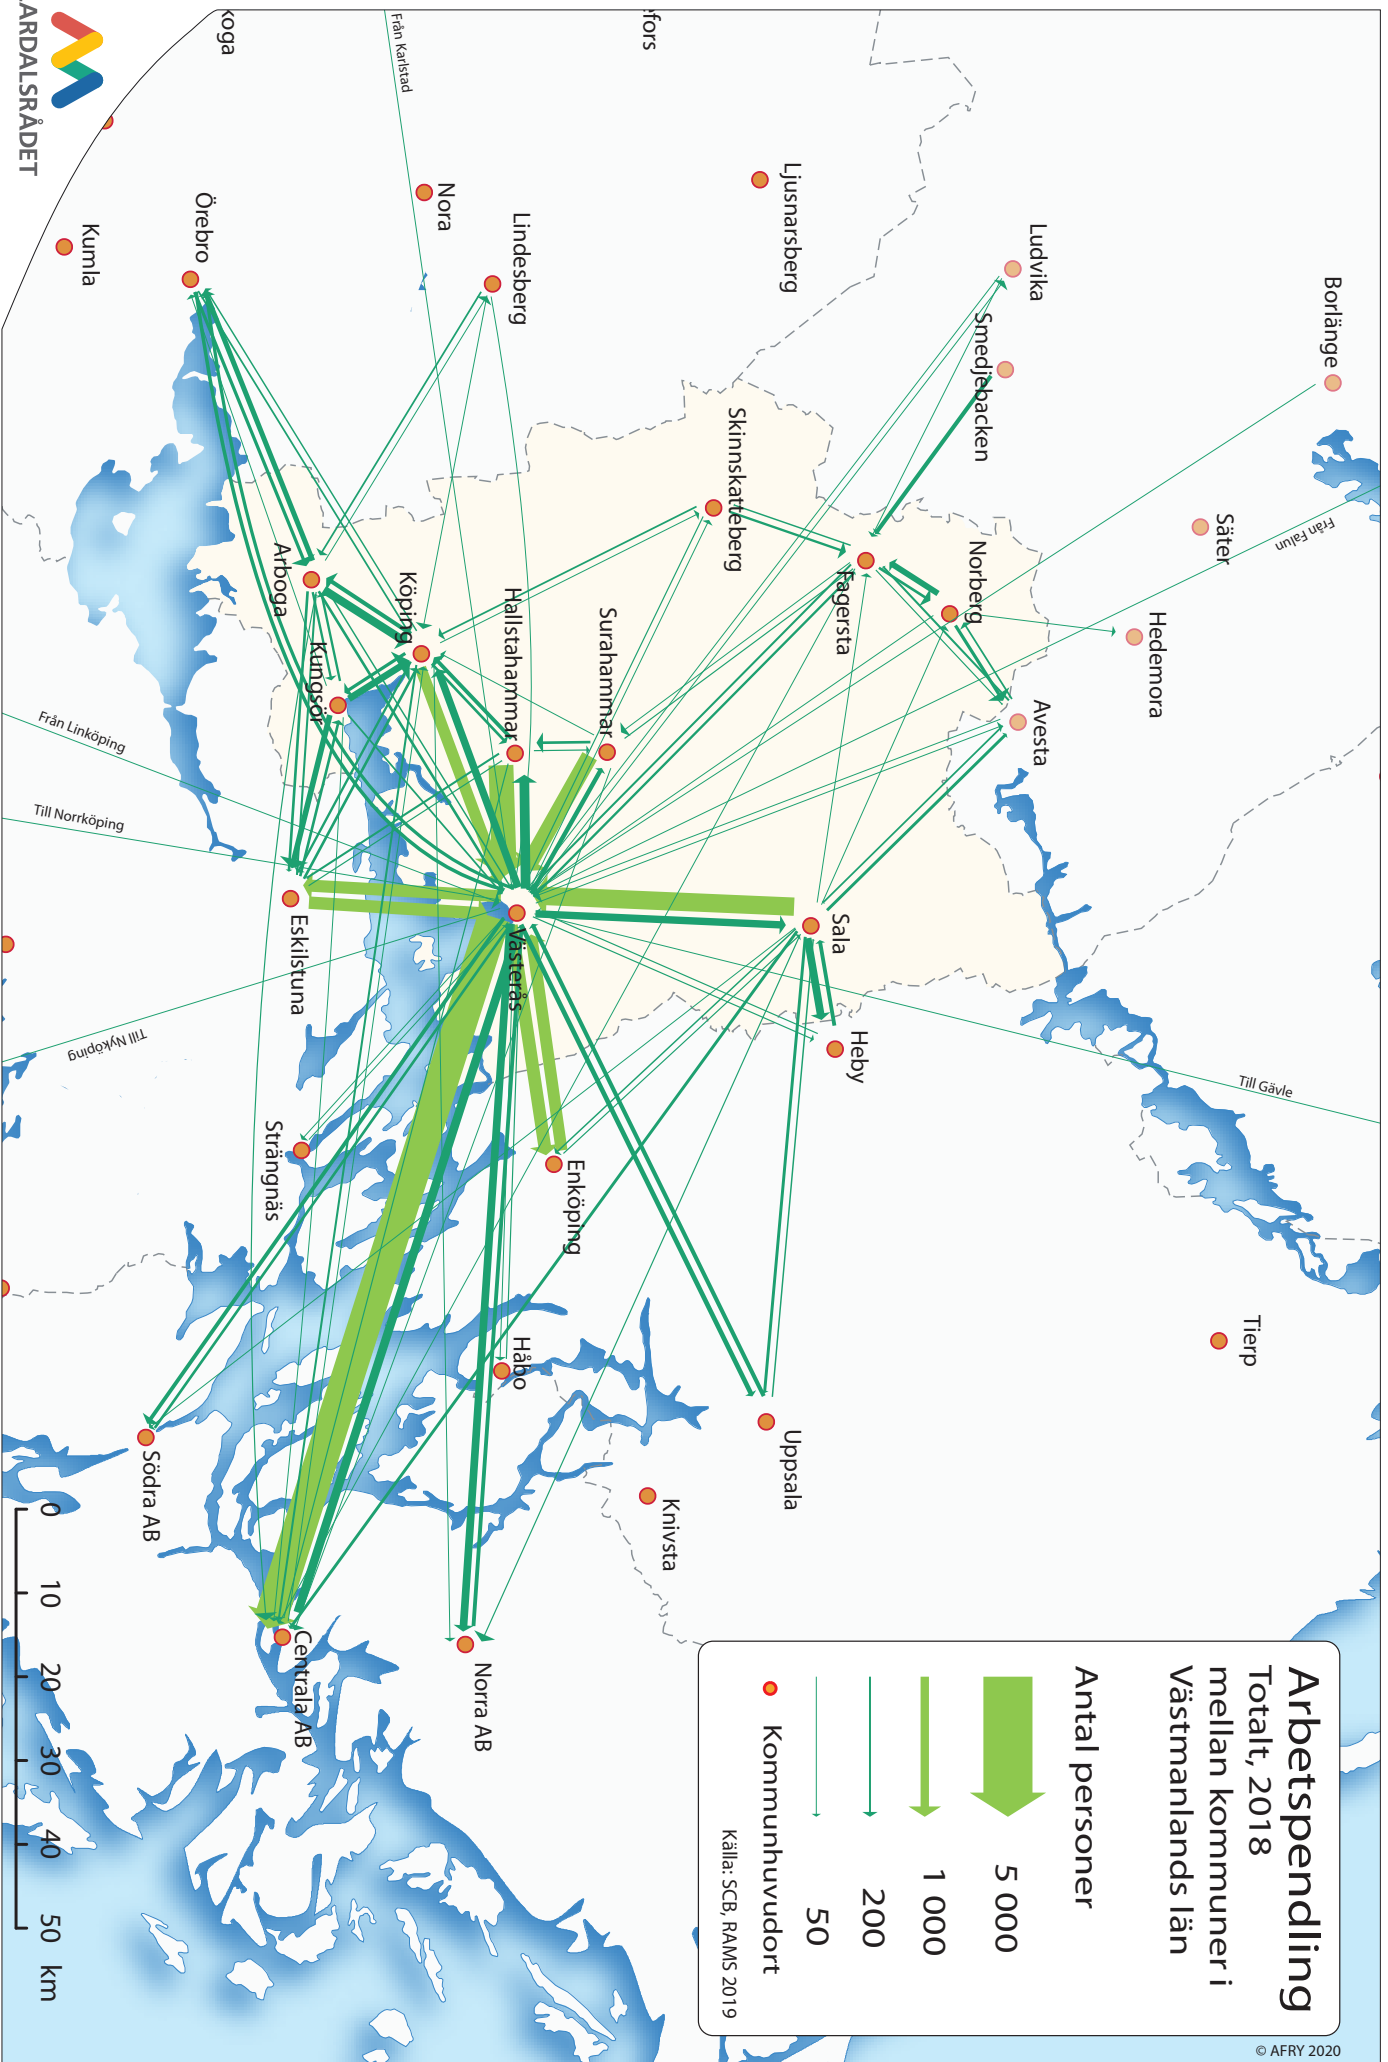 Arbetspendling
Totalt, 2018
mellan kommuner i
Västmanlands län
Antal personer
5 000
1 000
200
50
Kommunhuvudort
Källa: SCB, RAMS 2019
© AFRY 2020
Borlänge
Ludvika
Smedjebacken
Säter
Från Falun
Hedemora
Avesta
Norberg
Fagersta
Ljusnarsberg
Skinnskatteberg
Från Karlstad
Nora
Lindesberg
Örebro
Kumla
Arboga
Köping
Kungsör
Hallstahammar
Surahammar
Västerås
Sala
Heby
Till Gävle
Tierp
Enköping
Håbo
Uppsala
Knivsta
Eskilstuna
Strängnäs
Södra AB
Centrala AB
Norra AB
Från Linköping
Till Norrköping
Till Nyköping
koga
fors
ARDALSRÅDET
0 10 20 30 40 50 km